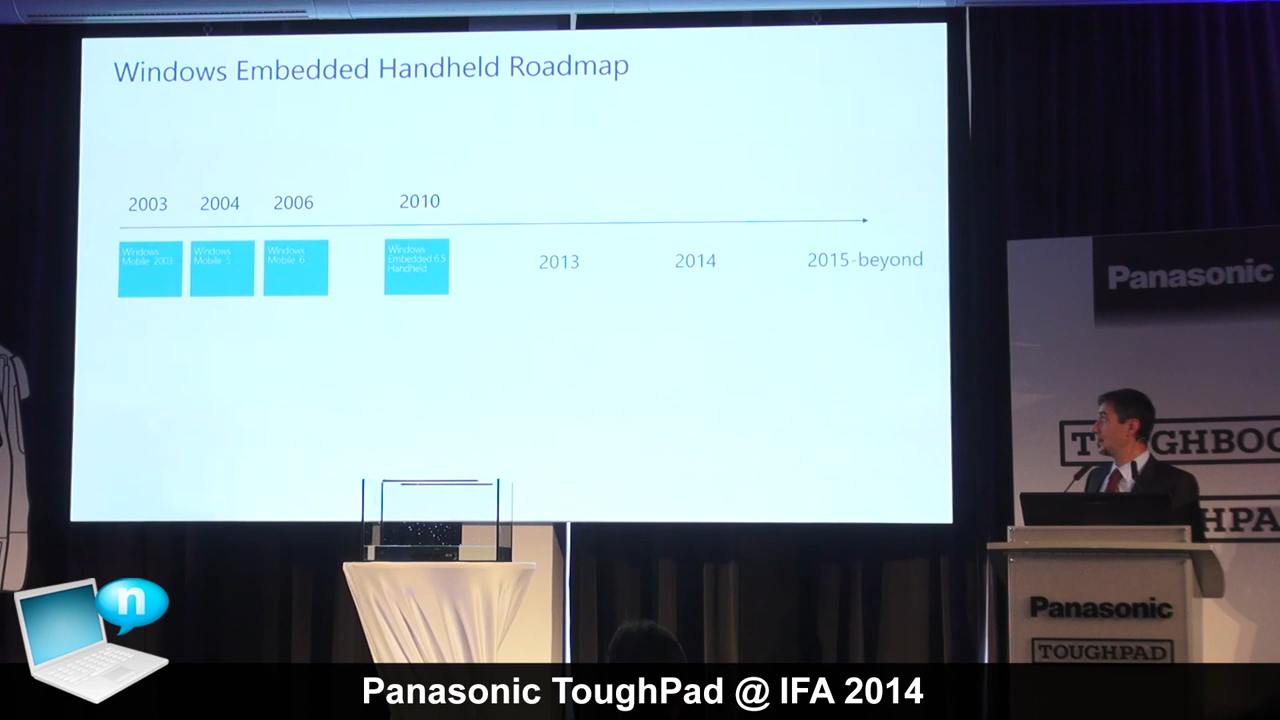 Windows Embedded Handheld Roadmap
2003 2004 2006 2010
Windows
Mobile 2003
Windows
Mobile 5
Windows
Mobile 6
Windows
Embedded 6.5
Handheld
2013 2014 2015-beyond
Panasonic
TOUGHBOO
HPA
Panasonic
TOUGHPAD
n
Panasonic ToughPad @ IFA 2014